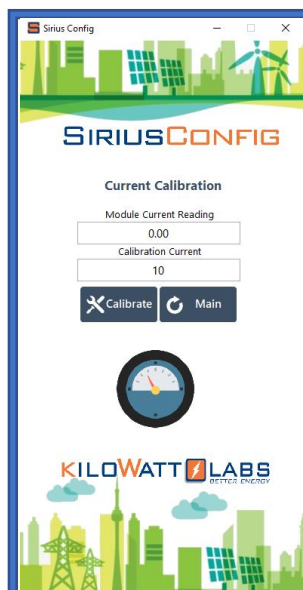 Sirius Config
SIRIUSCONFIG
Current Calibration
Module Current Reading
0.00
Calibration Current
10
Calibrate
Main
KILOWATT LABS
BETTER ENERGY